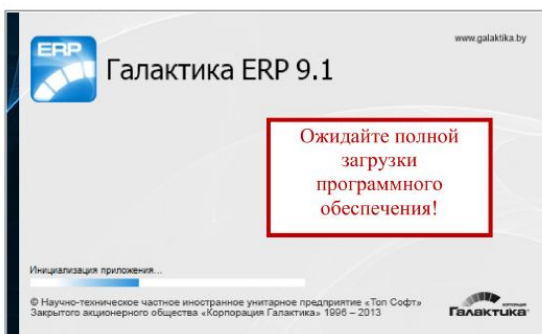 www.galaktika.by
ERP
Галактика ERP 9.1
Ожидайте полной
загрузки
программного
обеспечения!
Инициализация приложения...
© Научно-техническое частное иностранное унитарное предприятие «Топ Софт»
Закрытого акционерного общества «Корпорация Галактика» 1996 – 2013
корпорация
Галактика